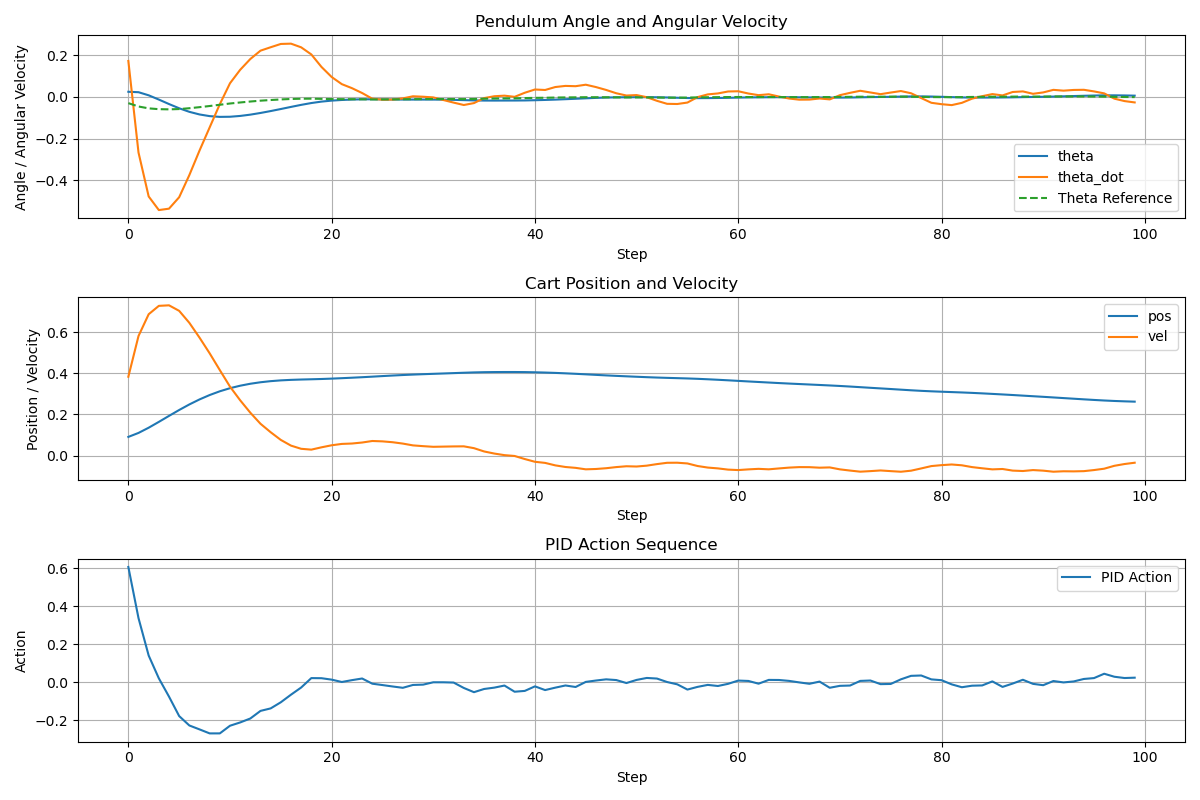 Pendulum Angle and Angular Velocity
Angle / Angular Velocity
0.2
0.0
−0.2
−0.4
theta
theta_dot
Theta Reference
0 20 40 60 80 100
Step
Cart Position and Velocity
Position / Velocity
0.6
0.4
0.2
0.0
pos
vel
0 20 40 60 80 100
Step
PID Action Sequence
Action
0.6
0.4
0.2
0.0
−0.2
PID Action
0 20 40 60 80 100
Step